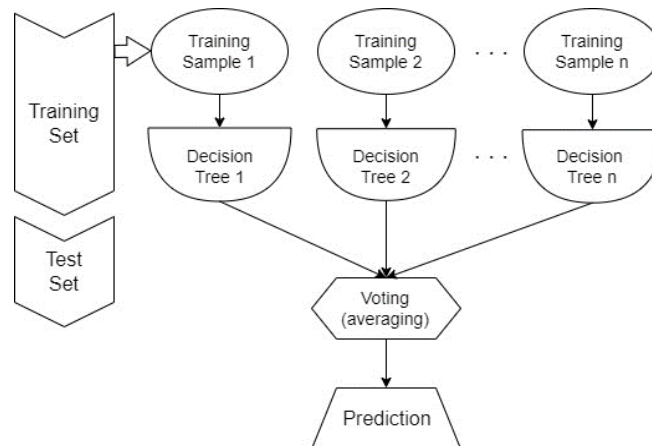 Training
Set
Test
Set
Training
Sample 1
Training
Sample 2
. . .
Training
Sample n
Decision
Tree 1
Decision
Tree 2
. . .
Decision
Tree n
Voting
(averaging)
Prediction